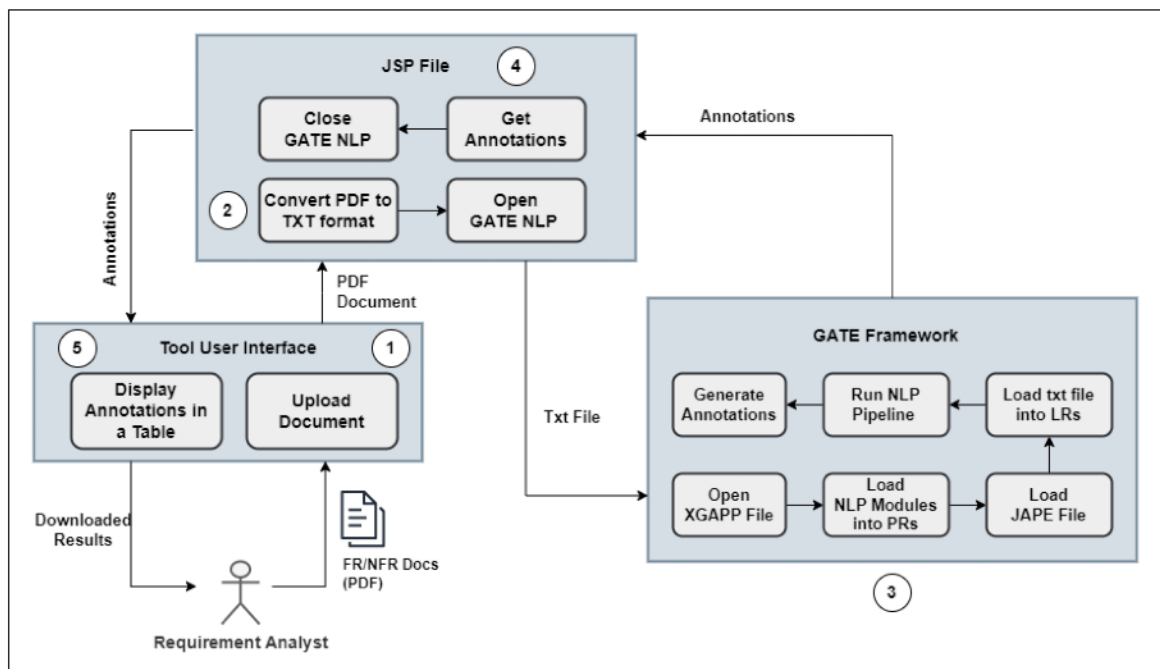 JSP File
4
Close
GATE NLP
Get
Annotations
2
Convert PDF to
TXT format
Open
GATE NLP
Annotations
Annotations
PDF
Document
5
Tool User Interface
1
Display
Annotations in
a Table
Upload
Document
Txt File
GATE Framework
Generate
Annotations
Run NLP
Pipeline
Load txt file
into LRs
Open
XGAPP File
Load
NLP Modules
into PRs
Load
JAPE File
3
Downloaded
Results
FR/NFR Docs
(PDF)
Requirement Analyst